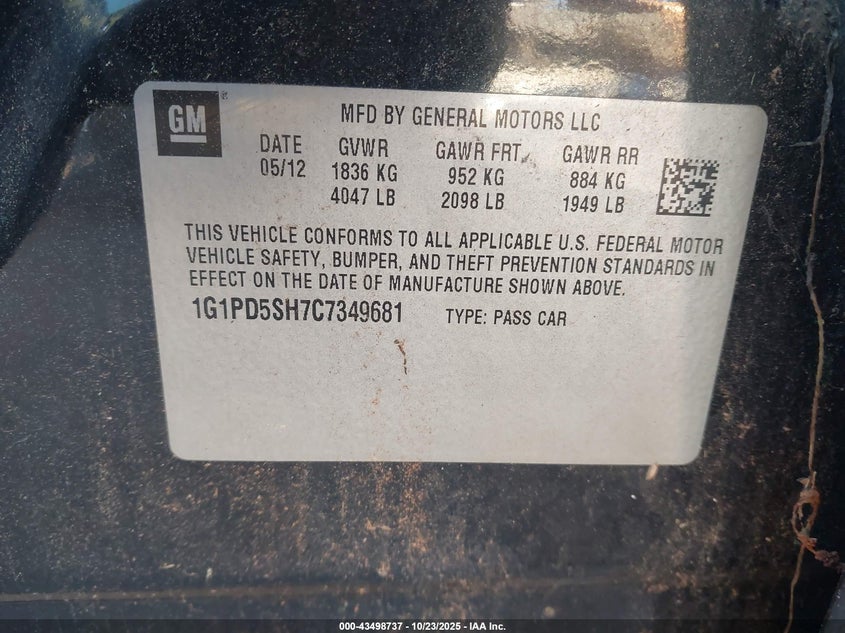 GM
MFD BY GENERAL MOTORS LLC
DATE GVWR GAWR FRT. GAWR RR
05/12 1836 KG 952 KG 884 KG
4047 LB 2098 LB 1949 LB
THIS VEHICLE CONFORMS TO ALL APPLICABLE U.S. FEDERAL MOTOR
VEHICLE SAFETY, BUMPER, AND THEFT PREVENTION STANDARDS IN
EFFECT ON THE DATE OF MANUFACTURE SHOWN ABOVE.
1G1PD5SH7C7349681 TYPE: PASS CAR
000-43498737 - 10/23/2025 - IAA Inc.